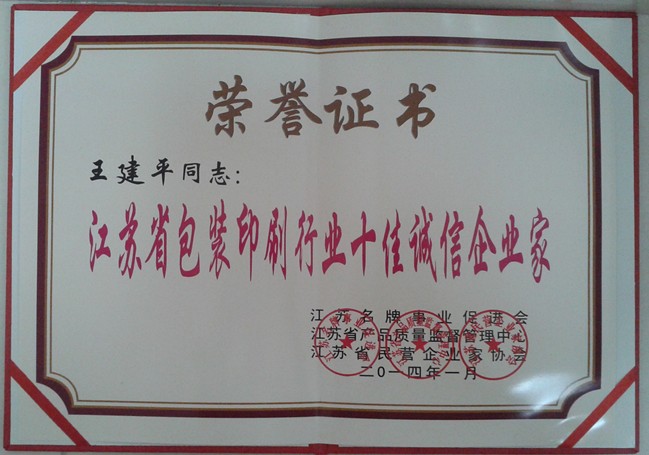 荣誉证书
王建平同志：
江苏省包装印刷行业十佳诚信企业家
江苏名牌事业促进会
江苏省产品质量监督管理中心
江苏省民营企业家协会
二〇一四年一月